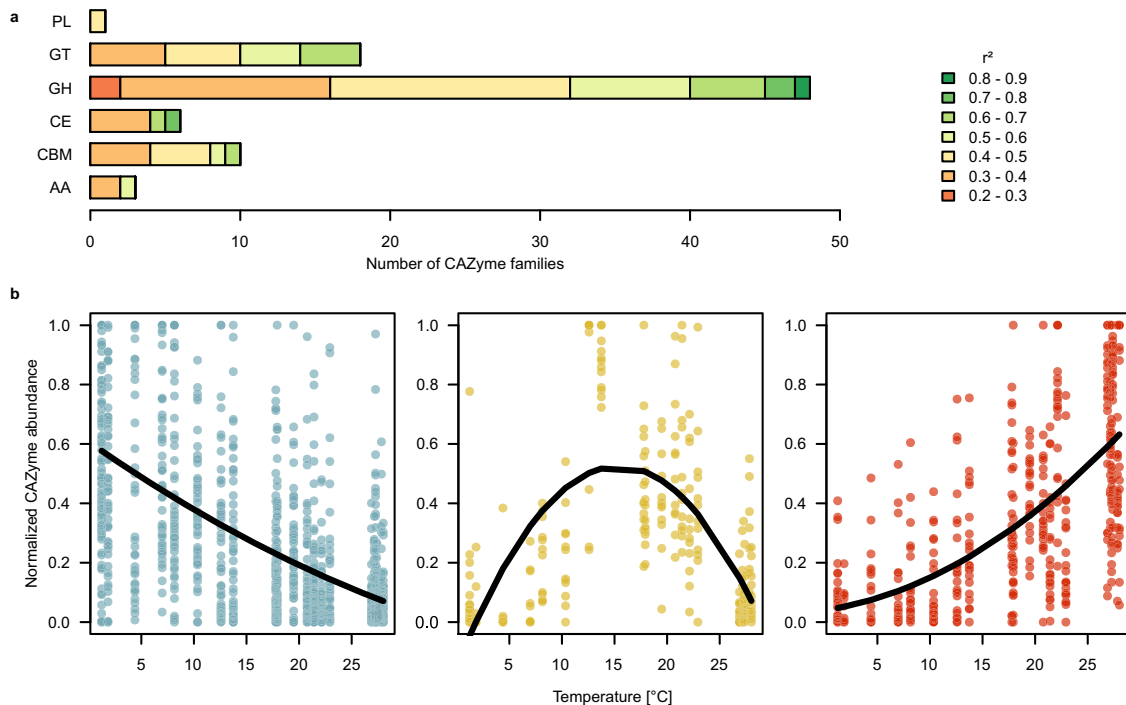 a
PL
GT
GH
CE
CBM
AA
0 10 20 30 40 50
Number of CAZyme families
r²
0.8 - 0.9
0.7 - 0.8
0.6 - 0.7
0.5 - 0.6
0.4 - 0.5
0.3 - 0.4
0.2 - 0.3
b
Normalized CAZyme abundance
1.0
0.8
0.6
0.4
0.2
0.0
5 10 15 20 25
1.0
0.8
0.6
0.4
0.2
0.0
5 10 15 20 25
1.0
0.8
0.6
0.4
0.2
0.0
5 10 15 20 25
Temperature [°C]